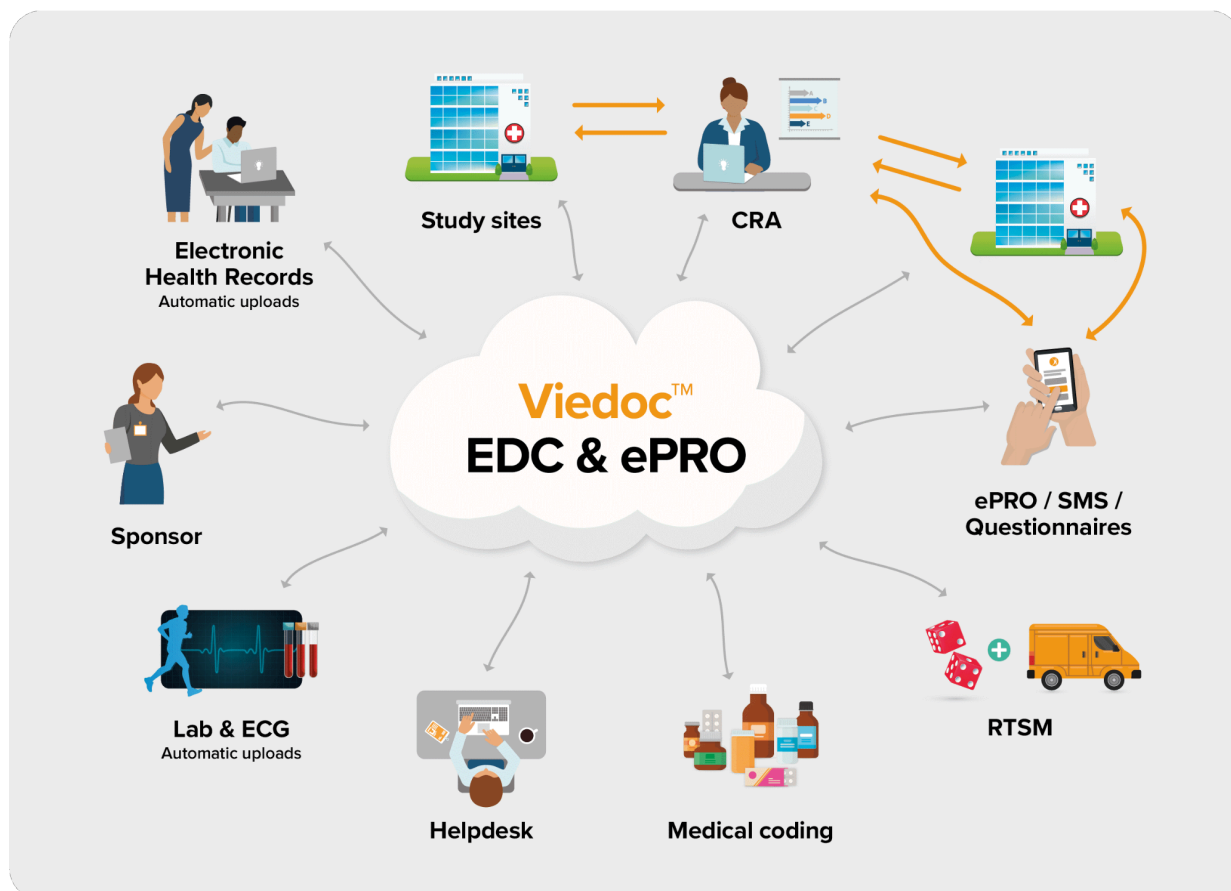 Study sites
CRA
A
B
C
D
E
Electronic
Health Records
Automatic uploads
Viedoc™
EDC & ePRO
Sponsor
ePRO / SMS /
Questionnaires
Lab & ECG
Automatic uploads
RTSM
Helpdesk
Medical coding